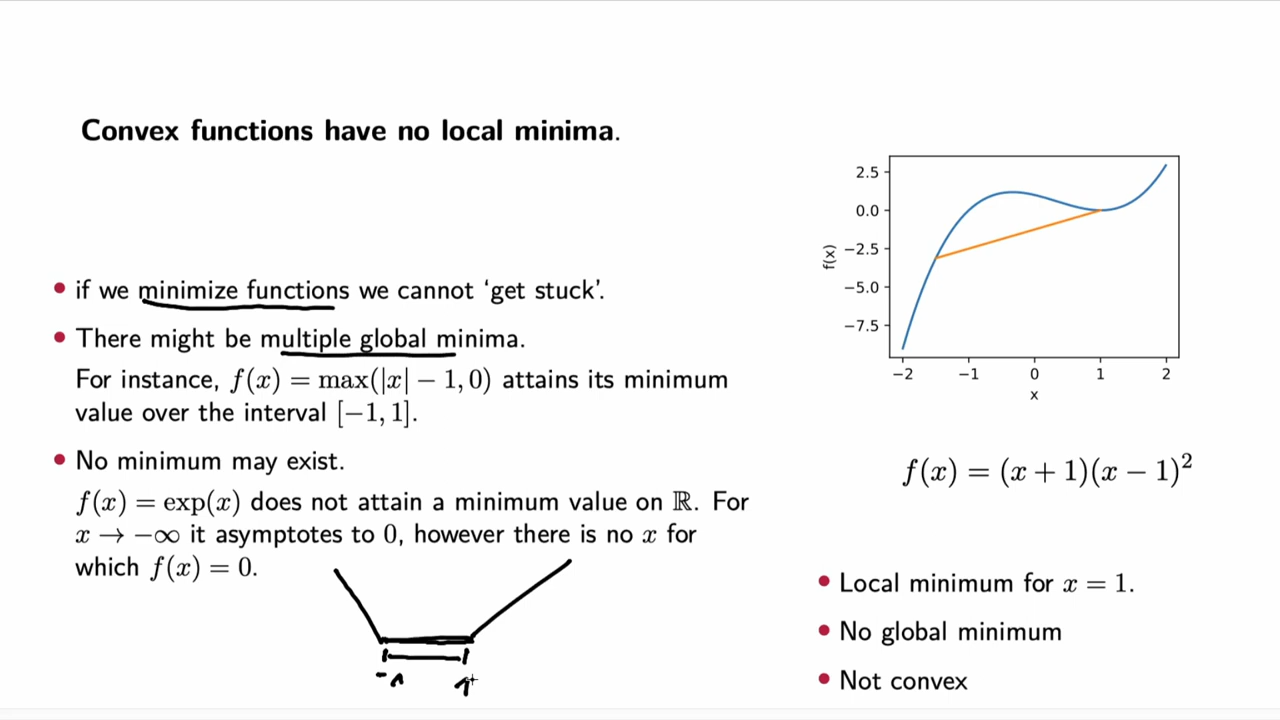 Convex functions have no local minima.
• if we minimize functions we cannot ‘get stuck’.
• There might be multiple global minima.
For instance, f(x) = max(|x| − 1, 0) attains its minimum
value over the interval [−1, 1].
• No minimum may exist.
f(x) = exp(x) does not attain a minimum value on ℝ. For
x → −∞ it asymptotes to 0, however there is no x for
which f(x) = 0.
-1 1
2.5
0.0
−2.5
−5.0
−7.5
f(x)
−2 −1 0 1 2
x
f(x) = (x + 1)(x − 1)²
• Local minimum for x = 1.
• No global minimum
• Not convex